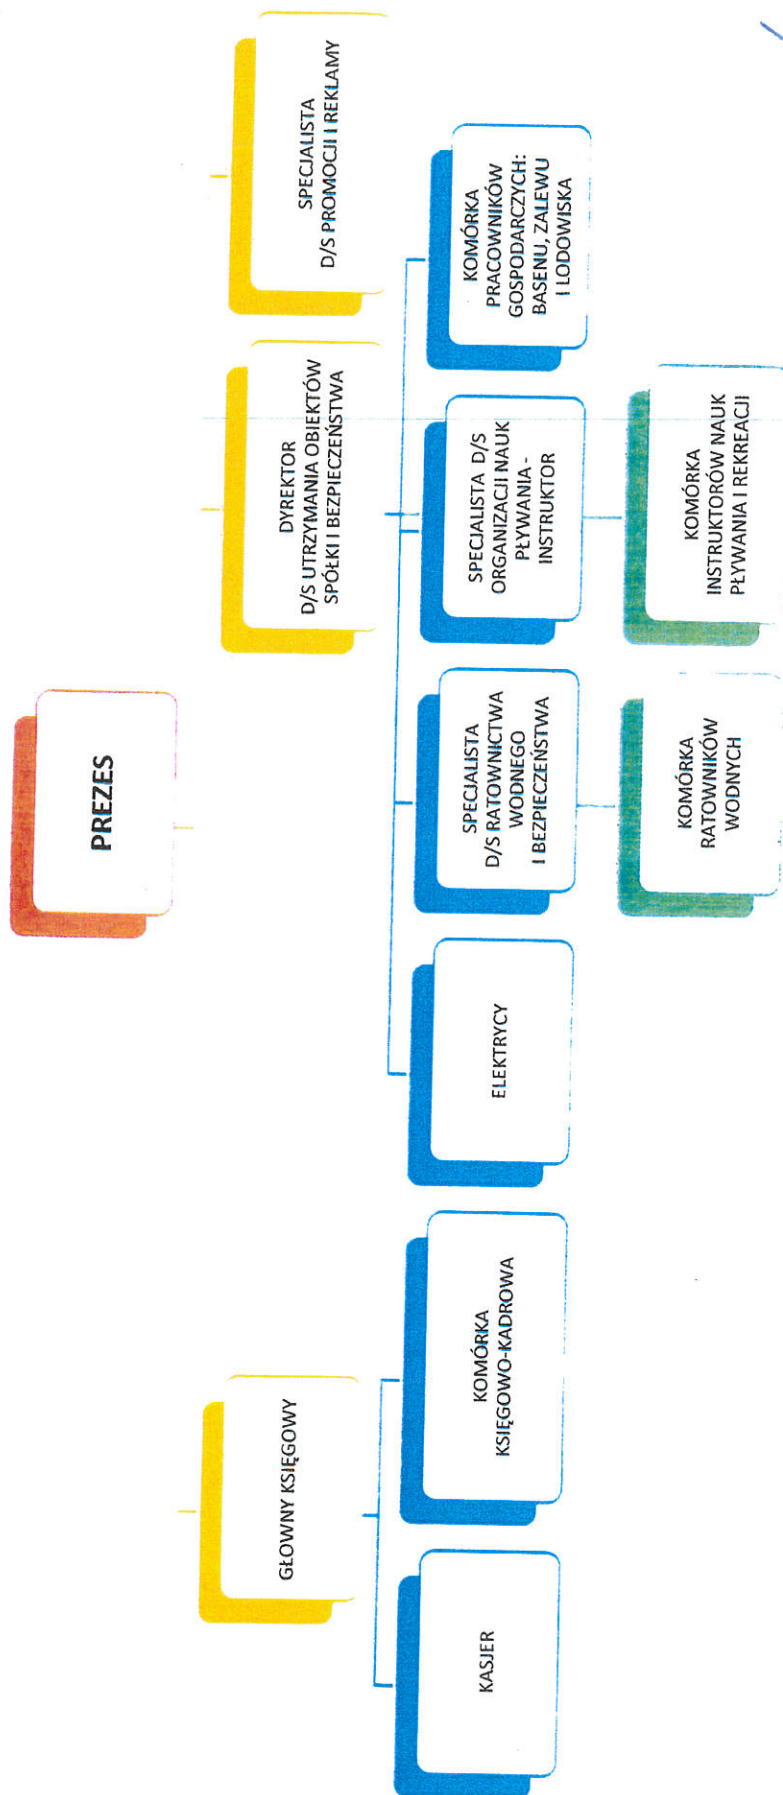 PREZES
GŁOWNY KSIĘGOWY
DYREKTOR
D/S UTRZYMANIA OBIEKTÓW
SPÓŁKI I BEZPIECZEŃSTWA
SPECJALISTA
D/S PROMOCJI I REKLAMY
KASJER
KOMÓRKA
KSIĘGOWO-KADROWA
ELEKTRYCY
SPECJALISTA
D/S RATOWNICTWA
WODNEGO
I BEZPIECZEŃSTWA
SPECJALISTA D/S
ORGANIZACJI NAUK
PŁYWANIA -
INSTRUKTOR
KOMÓRKA
PRACOWNIKÓW
GOSPODARCZYCH:
BASENU, ZALEWU
I LODOWISKA
KOMÓRKA
RATOWNIKÓW
WODNYCH
KOMÓRKA
INSTRUKTORÓW NAUK
PŁYWANIA I REKREACJI